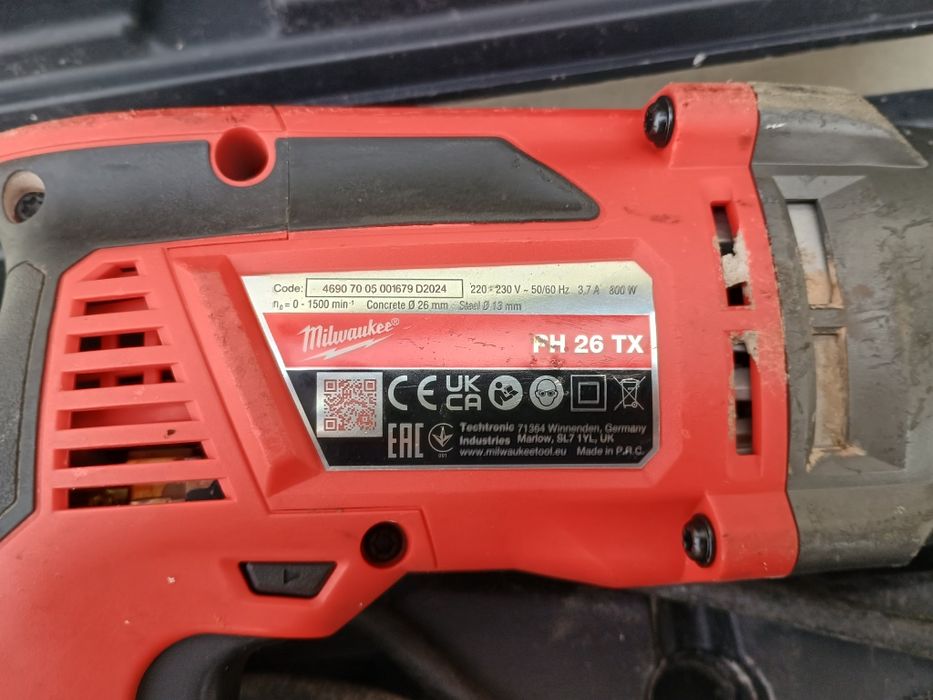 Code: 4690 70 05 001679 D2024 220 - 230 V ~ 50/60 Hz 3,7 A 800 W
n₀ = 0 - 1500 min⁻¹ Concrete Ø 26 mm Steel Ø 13 mm
Milwaukee®
PH 26 TX
CE UK CA
EAC 001
Techtronic Industries
71364 Winnenden, Germany
Marlow, SL7 1YL, UK
www.milwaukeetool.eu Made in P.R.C.